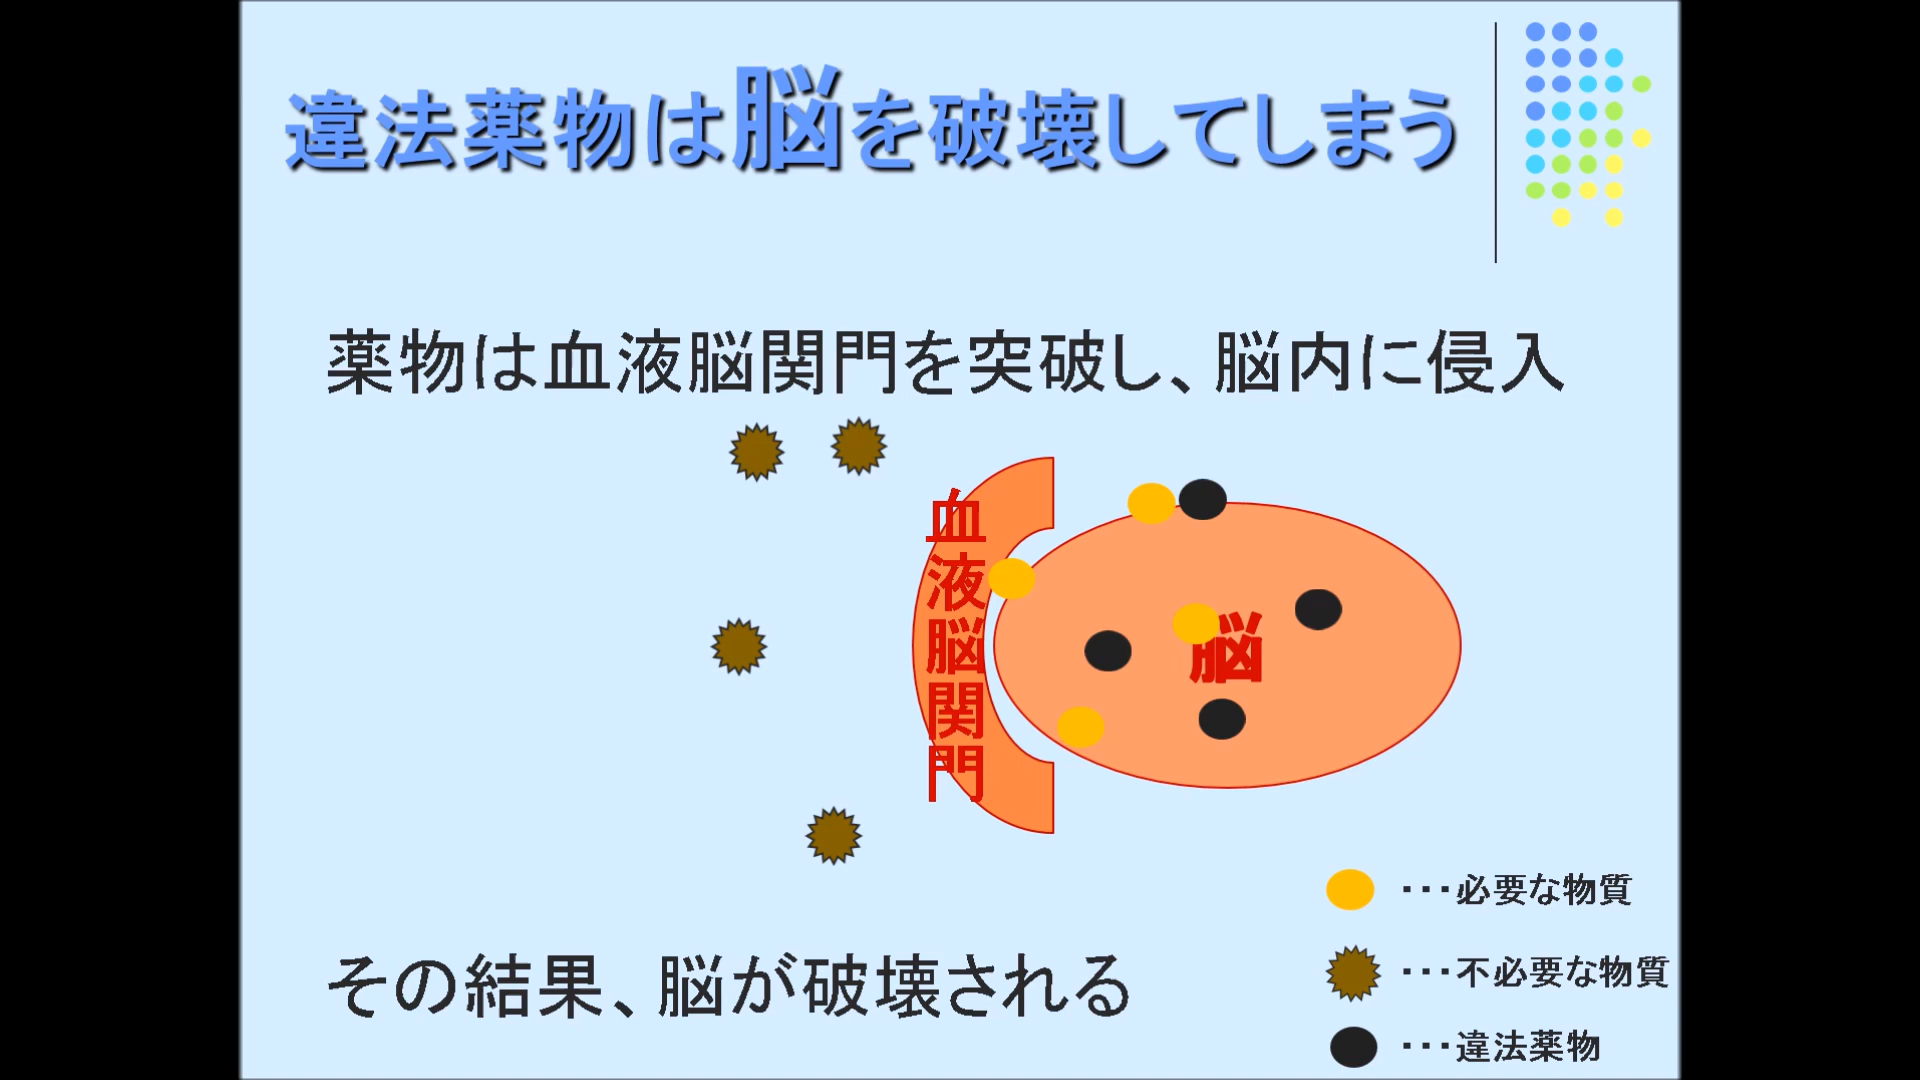 違法薬物は脳を破壊してしまう
薬物は血液脳関門を突破し、脳内に侵入
血液脳関門
脳
・・・必要な物質
・・・不必要な物質
・・・違法薬物
その結果、脳が破壊される